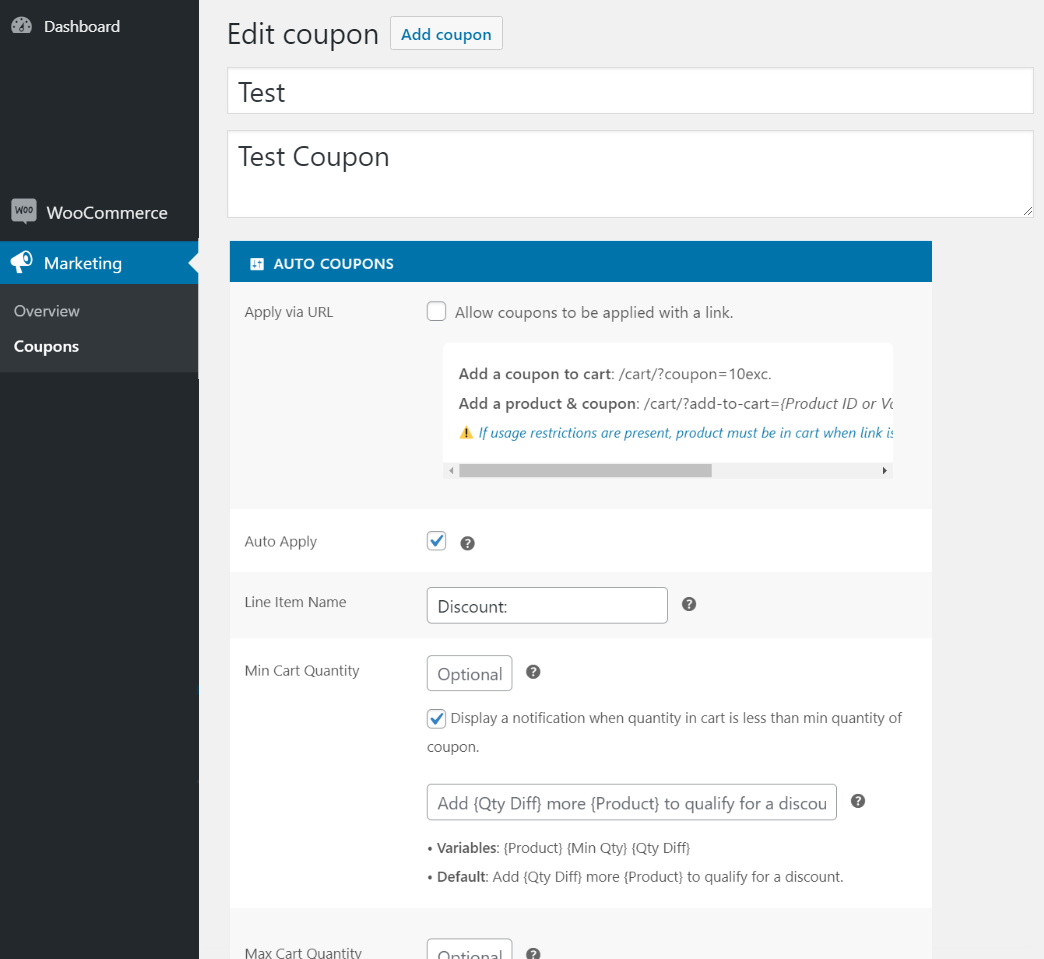 Dashboard
WOO WooCommerce
Marketing
Overview
Coupons
Edit coupon Add coupon
Test
Test Coupon
AUTO COUPONS
Apply via URL Allow coupons to be applied with a link.
Add a coupon to cart: /cart/?coupon=10exc.
Add a product & coupon: /cart/?add-to-cart={Product ID or Va
If usage restrictions are present, product must be in cart when link is
Auto Apply ?
Line Item Name Discount: ?
Min Cart Quantity Optional ?
Display a notification when quantity in cart is less than min quantity of
coupon.
Add {Qty Diff} more {Product} to qualify for a discou ?
• Variables: {Product} {Min Qty} {Qty Diff}
• Default: Add {Qty Diff} more {Product} to qualify for a discount.
Max Cart Quantity Optional ?